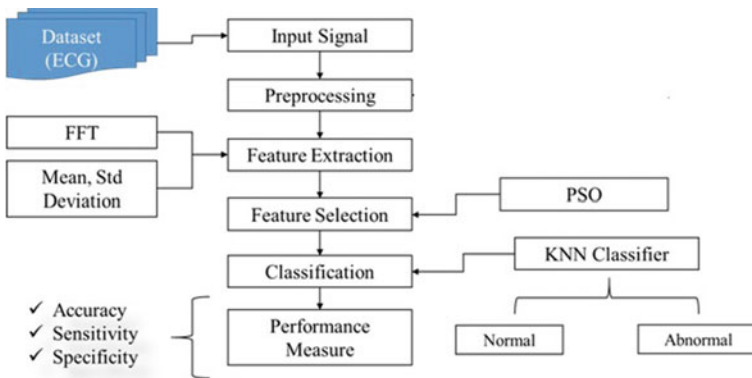 Dataset
(ECG)
Input Signal
Preprocessing
FFT
Mean, Std
Deviation
Feature Extraction
Feature Selection
PSO
Classification
KNN Classifier
Normal
Abnormal
✓ Accuracy
✓ Sensitivity
✓ Specificity
Performance
Measure